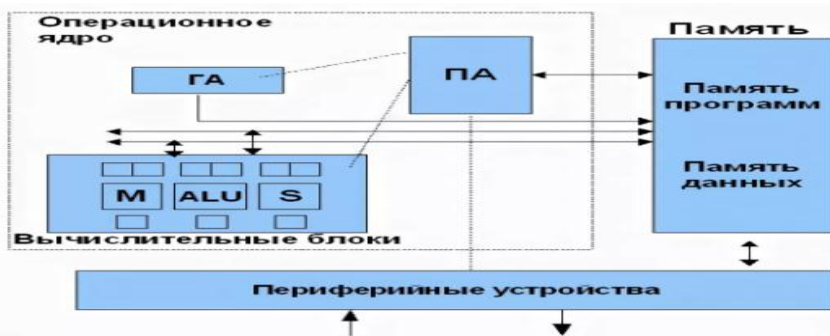 Операционное
ядро
Память
ГА
ПА
Память
программ
M ALU S
Память
данных
Вычислительные блоки
Периферийные устройства